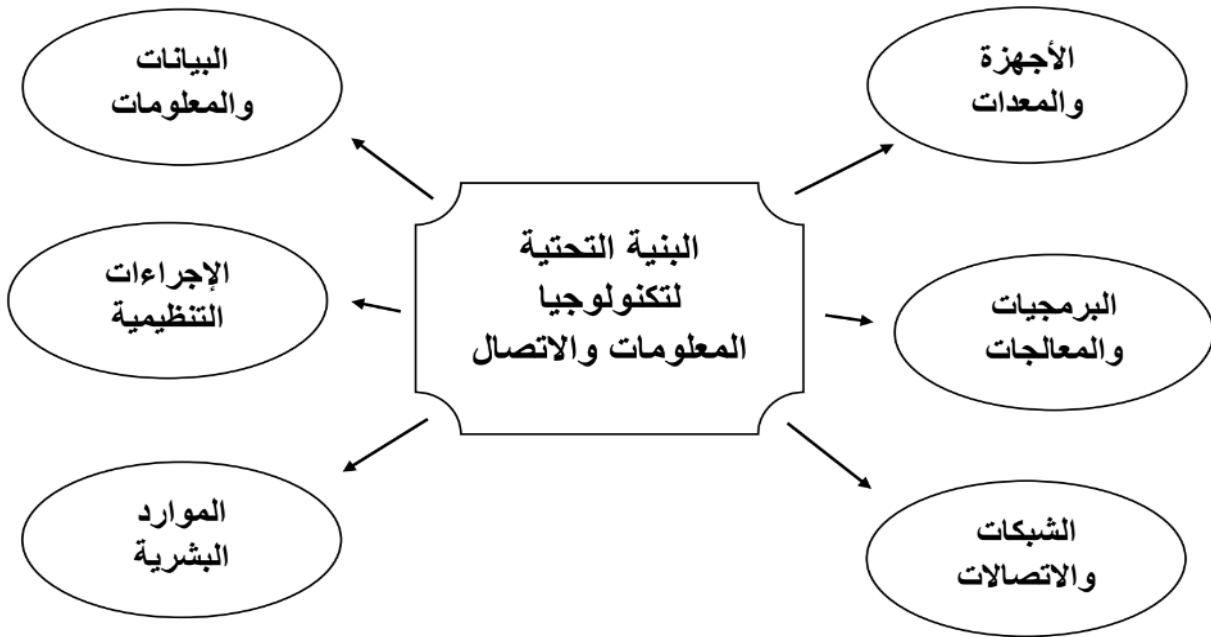 الأجهزة
والمعدات
البيانات
والمعلومات
البنية التحتية
لتكنولوجيا
المعلومات والاتصال
البرمجيات
والمعالجات
الإجراءات
التنظيمية
الشبكات
والاتصالات
الموارد
البشرية